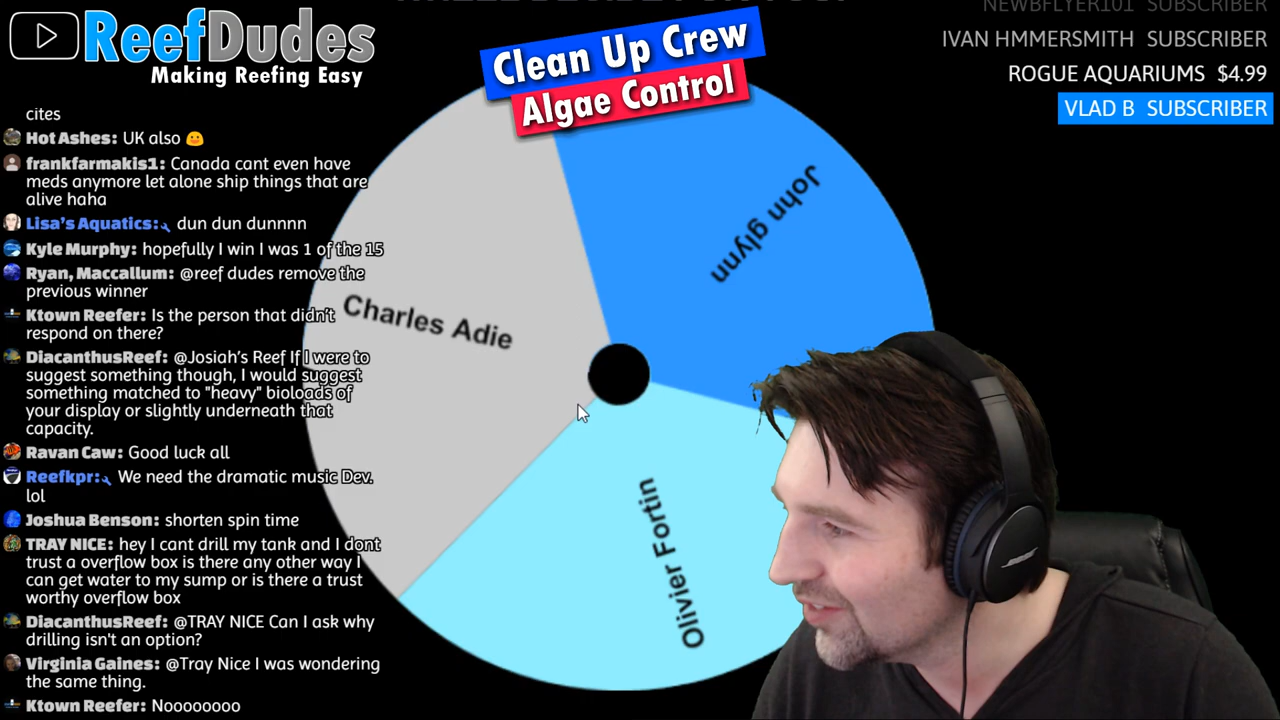 NEWBFLYER101 SUBSCRIBER
ReefDudes
Making Reefing Easy
Clean Up Crew
Algae Control
IVAN HMMERSMITH SUBSCRIBER
ROGUE AQUARIUMS $4.99
VLAD B SUBSCRIBER
cites
Hot Ashes: UK also
frankfarmakis1: Canada cant even have
meds anymore let alone ship things that are
alive haha
Lisa's Aquatics: dun dun dunnnn
Kyle Murphy: hopefully I win I was 1 of the 15
Ryan, Maccallum: @reef dudes remove the
previous winner
Ktown Reefer: Is the person that didn't
respond on there?
DiacanthusReef: @Josiah's Reef If I were to
suggest something though, I would suggest
something matched to "heavy" bioloads of
your display or slightly underneath that
capacity.
Ravan Caw: Good luck all
Reefkpr: We need the dramatic music Dev.
lol
Joshua Benson: shorten spin time
TRAY NICE: hey I cant drill my tank and I dont
trust a overflow box is there any other way I
can get water to my sump or is there a trust
worthy overflow box
DiacanthusReef: @TRAY NICE Can I ask why
drilling isn't an option?
Virginia Gaines: @Tray Nice I was wondering
the same thing.
Ktown Reefer: Noooooooo
John glynn
Charles Adie
Olivier Fortin
BOSE